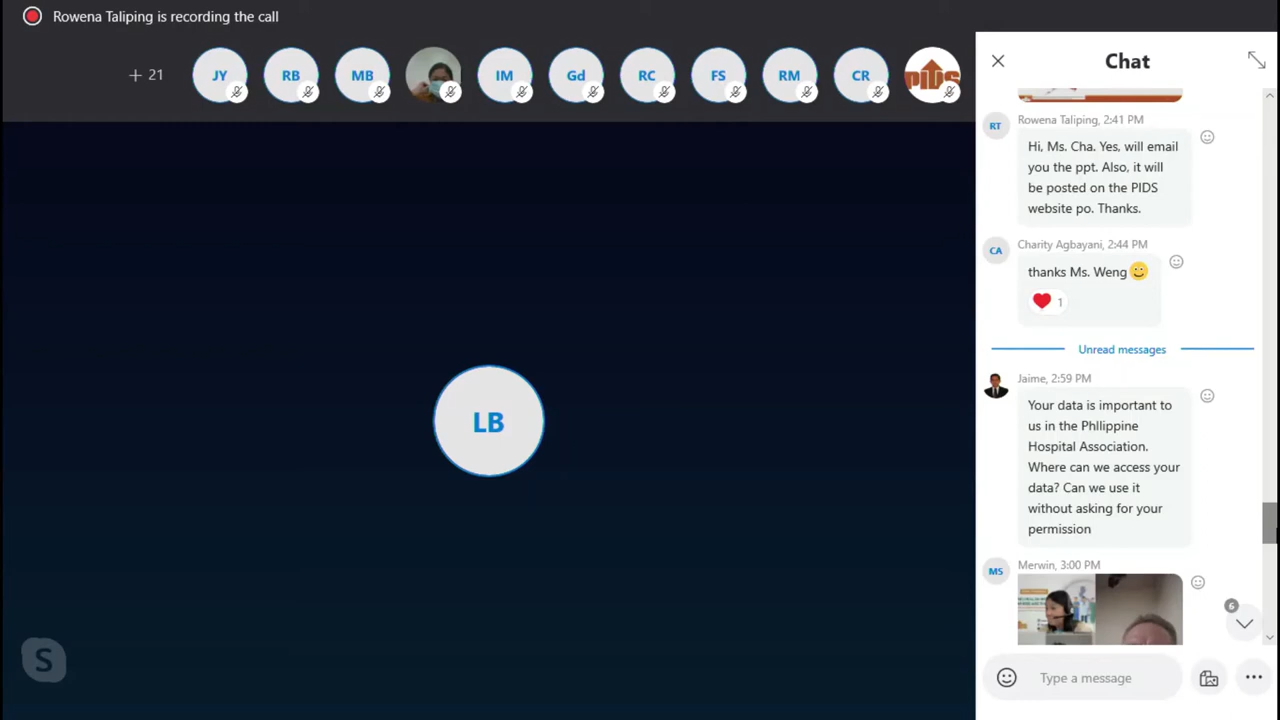 Rowena Taliping is recording the call
+ 21
JY
RB
MB
IM
Gd
RC
FS
RM
CR
PIDS
LB
S
Chat
RT
Rowena Taliping, 2:41 PM
Hi, Ms. Cha. Yes, will email
you the ppt. Also, it will
be posted on the PIDS
website po. Thanks.
CA
Charity Agbayani, 2:44 PM
thanks Ms. Weng
1
Unread messages
Jaime, 2:59 PM
Your data is important to
us in the Phllippine
Hospital Association.
Where can we access your
data? Can we use it
without asking for your
permission
MS
Merwin, 3:00 PM
6
Type a message